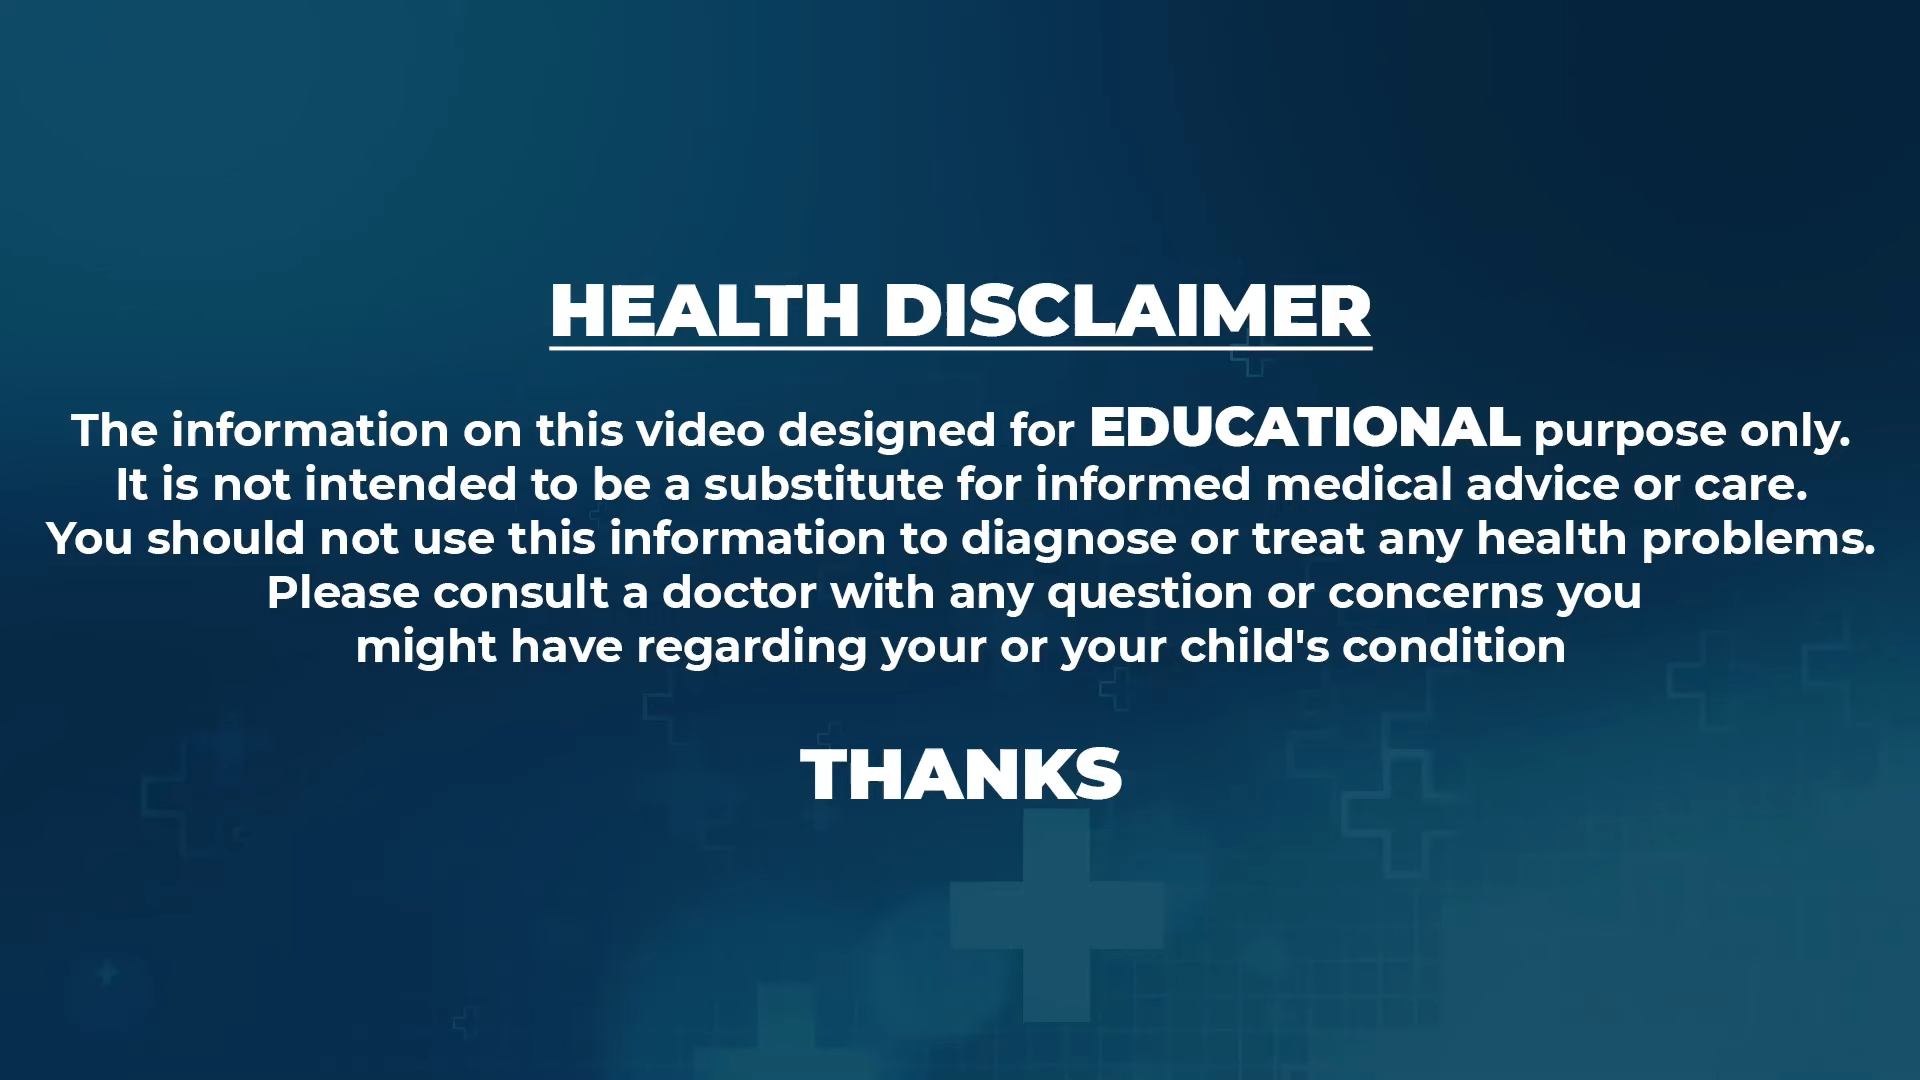 HEALTH DISCLAIMER
The information on this video designed for EDUCATIONAL purpose only.
It is not intended to be a substitute for informed medical advice or care.
You should not use this information to diagnose or treat any health problems.
Please consult a doctor with any question or concerns you
might have regarding your or your child's condition
THANKS